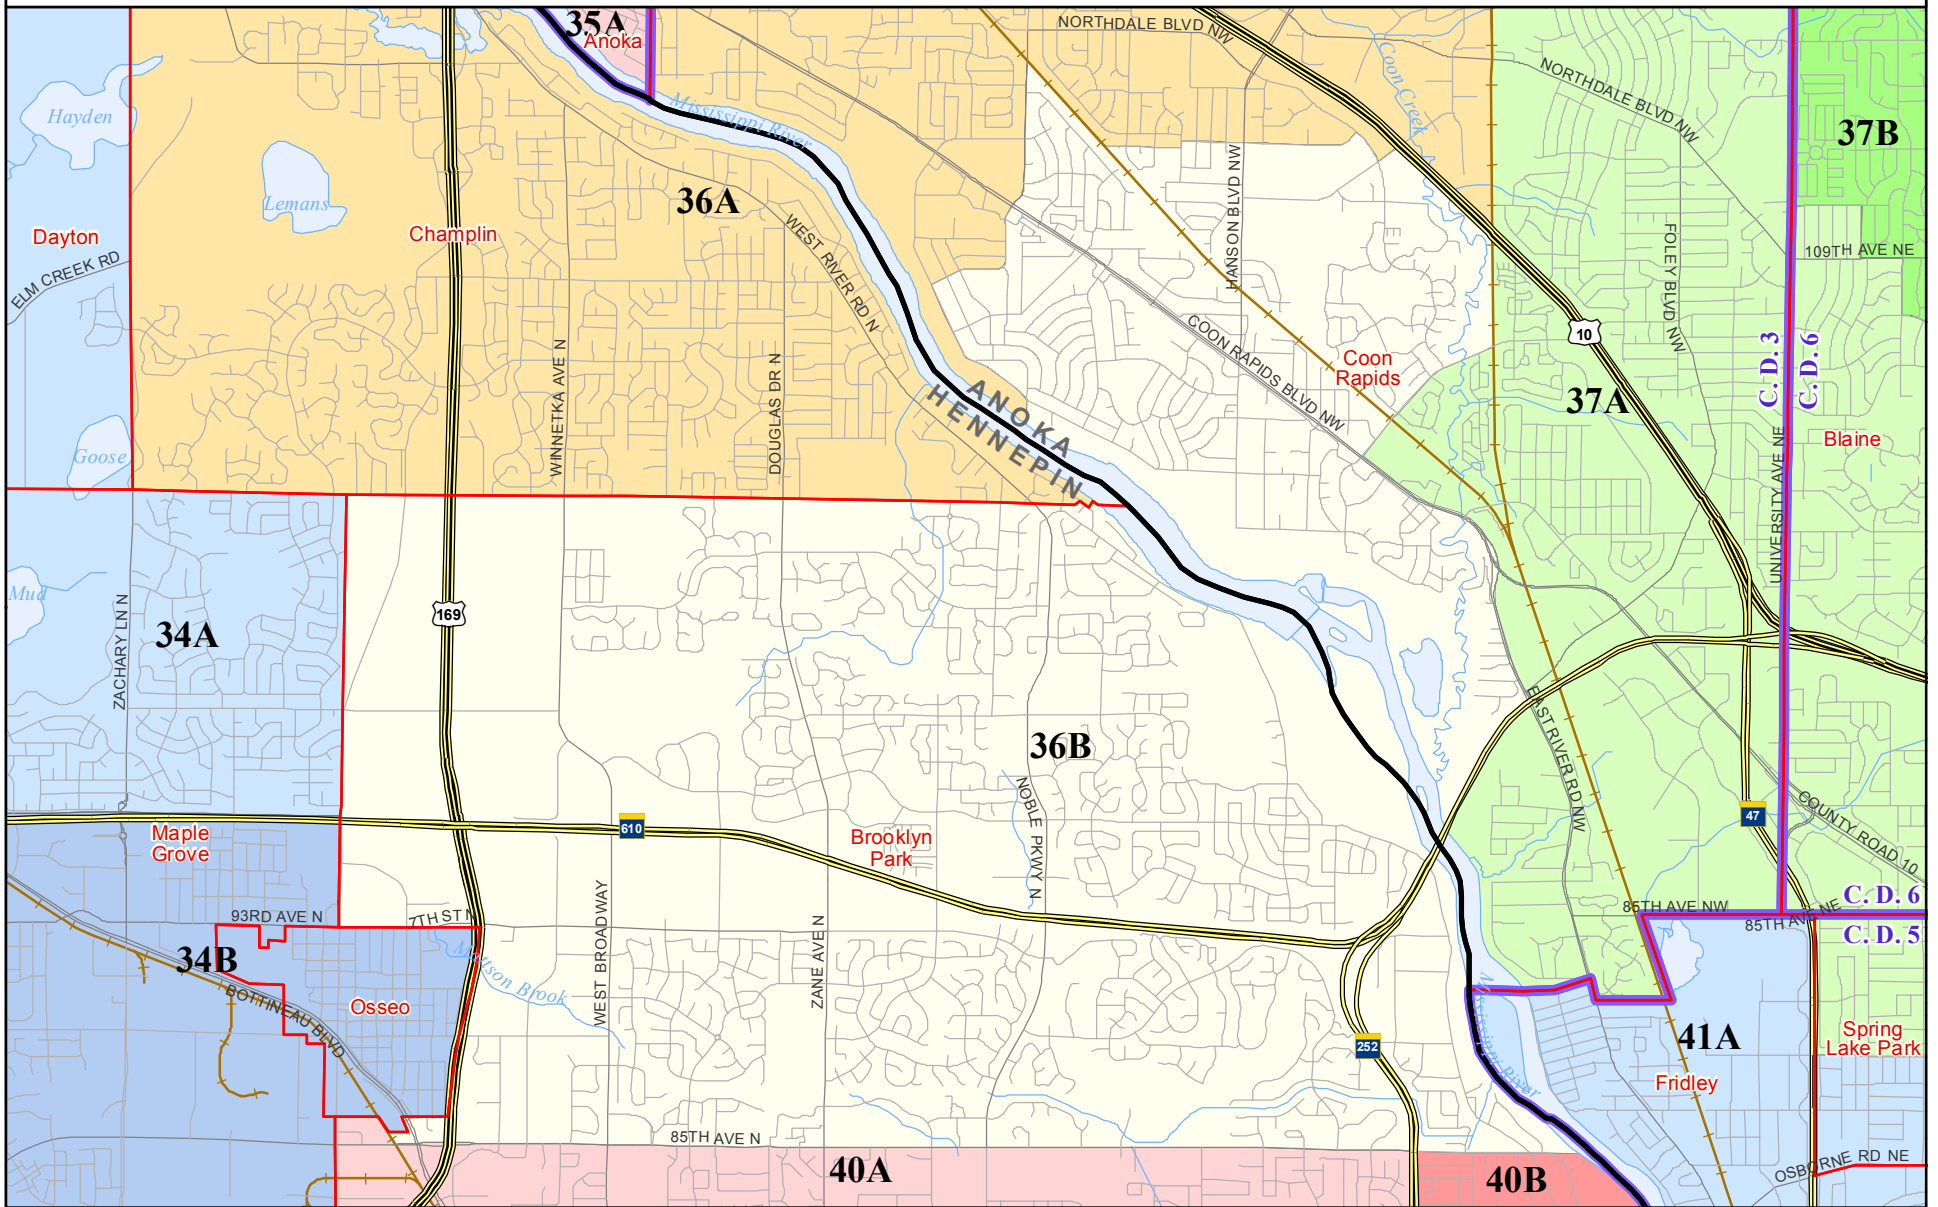 35A
Anoka
NORTHDALE BLVD NW
Coon Creek
NORTHDALE BLVD NW
37B
Hayden
Mississippi River
HANSON BLVD NW
Lemans
36A
Dayton
Champlin
WEST RIVER RD N
FOLEY BLVD NW
109TH AVE NE
ELM CREEK RD
10
COON RAPIDS BLVD NW
Coon
Rapids
C. D. 3
C. D. 6
WINNETKA AVE N
DOUGLAS DR N
ANOKA
HENNEPIN
37A
Blaine
Goose
UNIVERSITY AVE NE
Mud
ZACHARY LN N
34A
169
36B
EAST RIVER RD NW
NOBLE PKWY N
Maple
Grove
610
Brooklyn
Park
47
COUNTY ROAD 10
93RD AVE N
7TH ST N
WEST BROADWAY
ZANE AVE N
85TH AVE NW
85TH AVE NE
C. D. 6
C. D. 5
34B
Mattson Brook
BOTTINEAU BLVD
Osseo
252
Mississippi River
41A
Spring
Lake Park
Fridley
85TH AVE N
40A
40B
OSBORNE RD NE